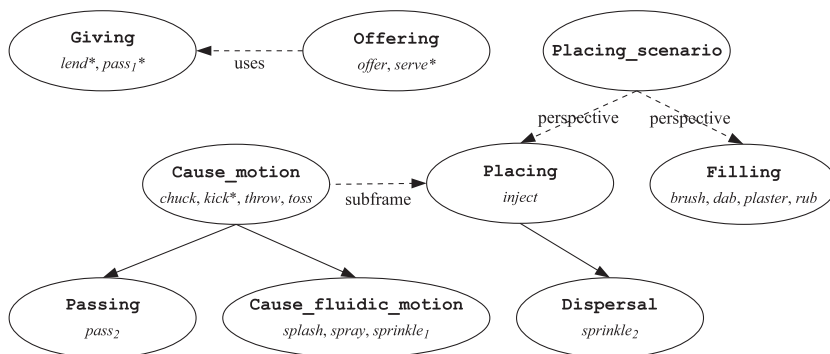 Giving
lend*, pass1*
uses
Offering
offer, serve*
Placing_scenario
perspective
perspective
Cause_motion
chuck, kick*, throw, toss
subframe
Placing
inject
Filling
brush, dab, plaster, rub
Passing
pass2
Cause_fluidic_motion
splash, spray, sprinkle1
Dispersal
sprinkle2